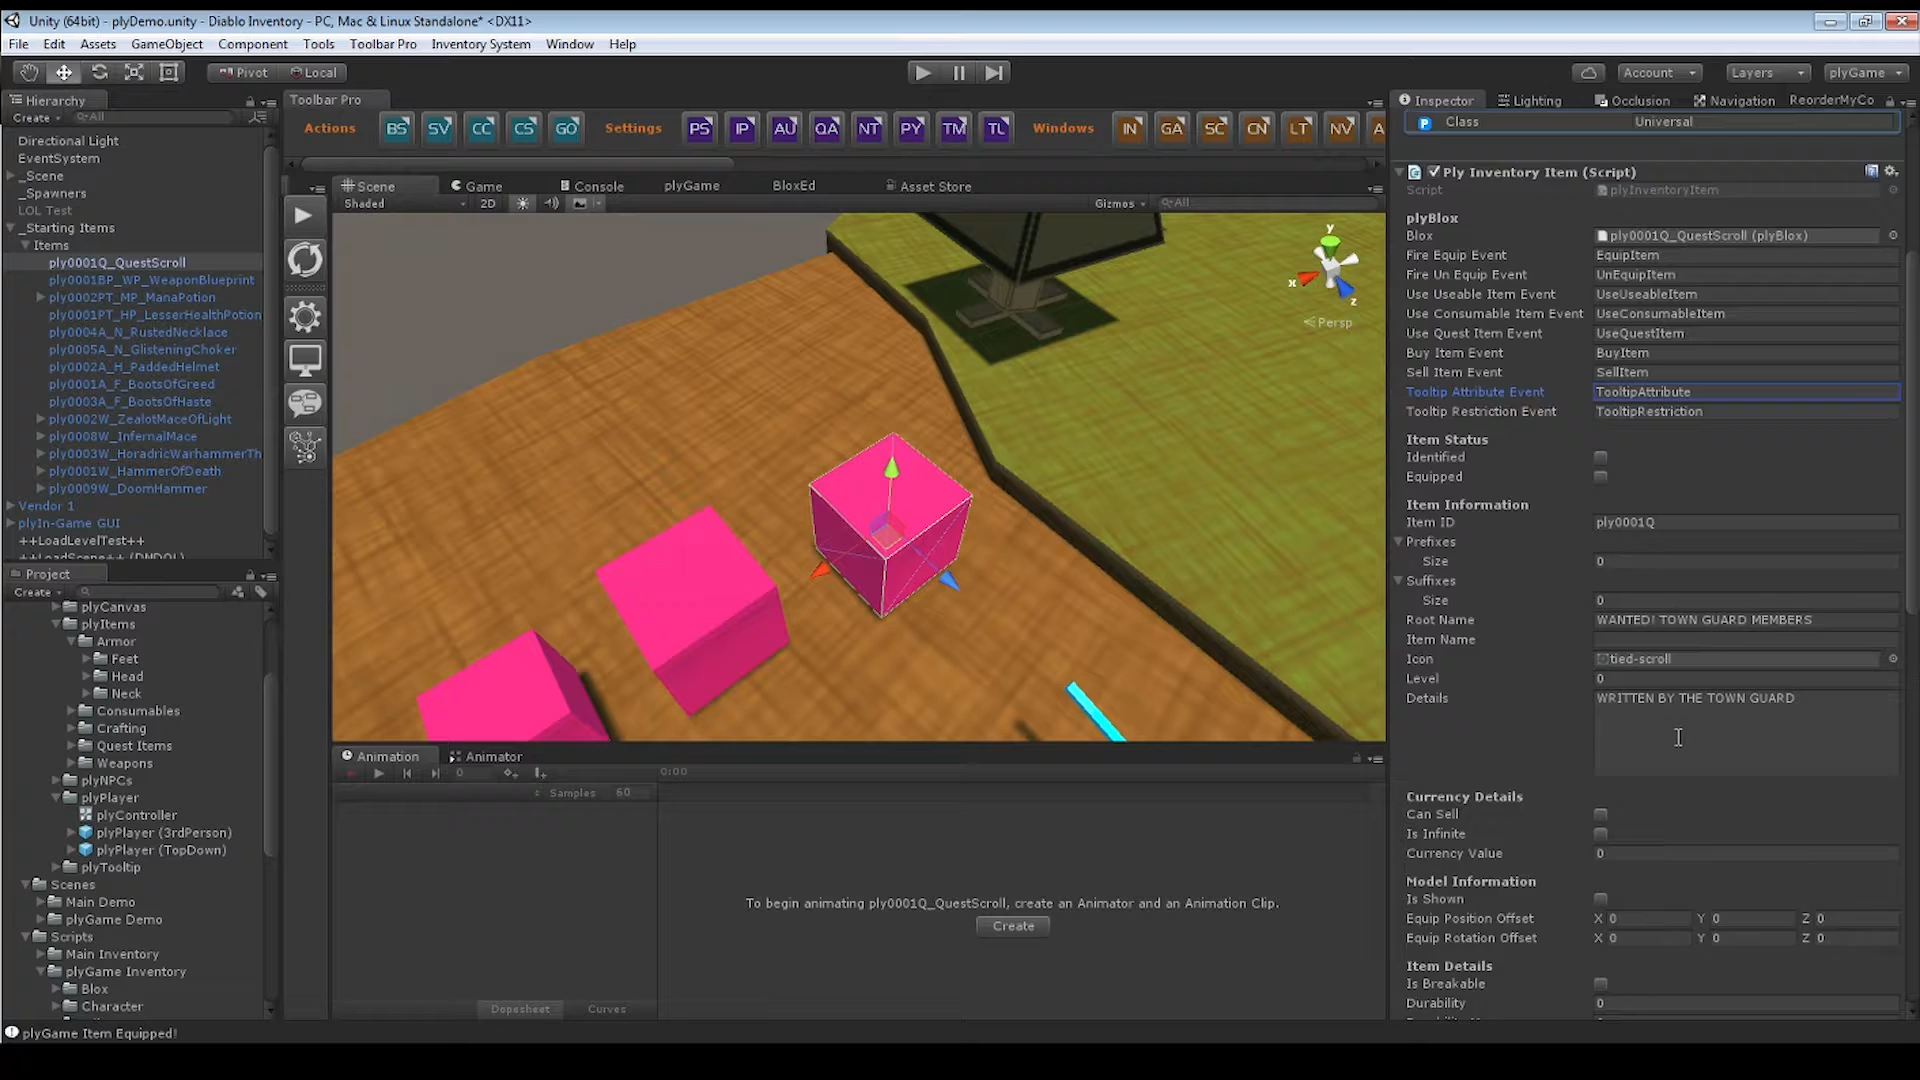 Unity (64bit) - plyDemo.unity - Diablo Inventory - PC, Mac & Linux Standalone* <DX11>
File Edit Assets GameObject Component Tools Toolbar Pro Inventory System Window Help
Pivot Local Account Layers plyGame
Hierarchy
Create All
Directional Light
EventSystem
_Scene
_Spawners
LOL Test
_Starting Items
Items
ply0001Q_QuestScroll
ply0001BP_WP_WeaponBlueprint
ply0002PT_MP_ManaPotion
ply0001PT_HP_LesserHealthPotion
ply0004A_N_RustedNecklace
ply0005A_N_GlisteningChoker
ply0002A_H_PaddedHelmet
ply0001A_F_BootsOfGreed
ply0003A_F_BootsOfHaste
ply0002W_ZealotMaceOfLight
ply0008W_InfernalMace
ply0003W_HoradricWarhammerTh
ply0001W_HammerOfDeath
ply0009W_DoomHammer
Vendor 1
plyIn-Game GUI
++LoadLevelTest++
++LoadScene++ (DMDOL)
Project
Create
plyCanvas
plyItems
Armor
Feet
Head
Neck
Consumables
Crafting
Quest Items
Weapons
plyNPCs
plyPlayer
plyController
plyPlayer (3rdPerson)
plyPlayer (TopDown)
plyTooltip
Scenes
Main Demo
plyGame Demo
Scripts
Main Inventory
plyGame Inventory
Blox
Character
plyGame Item Equipped!
Toolbar Pro
Actions BS SV CC CS GO Settings PS IP AU QA NT PY TM TL Windows IN GA SC CN LT NV A
Scene Game Console plyGame BloxEd Asset Store
Shaded 2D Gizmos All
y
x
z
Persp
Animation Animator
0 0:00
Samples 60
To begin animating ply0001Q_QuestScroll, create an Animator and an Animation Clip.
Create
Dopesheet Curves
Inspector Lighting Occlusion Navigation ReorderMyCo
Class Universal
Ply Inventory Item (Script)
Script plyInventoryItem
plyBlox
Blox ply0001Q_QuestScroll (plyBlox)
Fire Equip Event EquipItem
Fire Un Equip Event UnEquipItem
Use Useable Item Event UseUseableItem
Use Consumable Item Event UseConsumableItem
Use Quest Item Event UseQuestItem
Buy Item Event BuyItem
Sell Item Event SellItem
Tooltip Attribute Event TooltipAttribute
Tooltip Restriction Event TooltipRestriction
Item Status
Identified
Equipped
Item Information
Item ID ply0001Q
Prefixes
Size 0
Suffixes
Size 0
Root Name WANTED! TOWN GUARD MEMBERS
Item Name
Icon tied-scroll
Level 0
Details WRITTEN BY THE TOWN GUARD
Currency Details
Can Sell
Is Infinite
Currency Value 0
Model Information
Is Shown
Equip Position Offset X 0 Y 0 Z 0
Equip Rotation Offset X 0 Y 0 Z 0
Item Details
Is Breakable
Durability 0